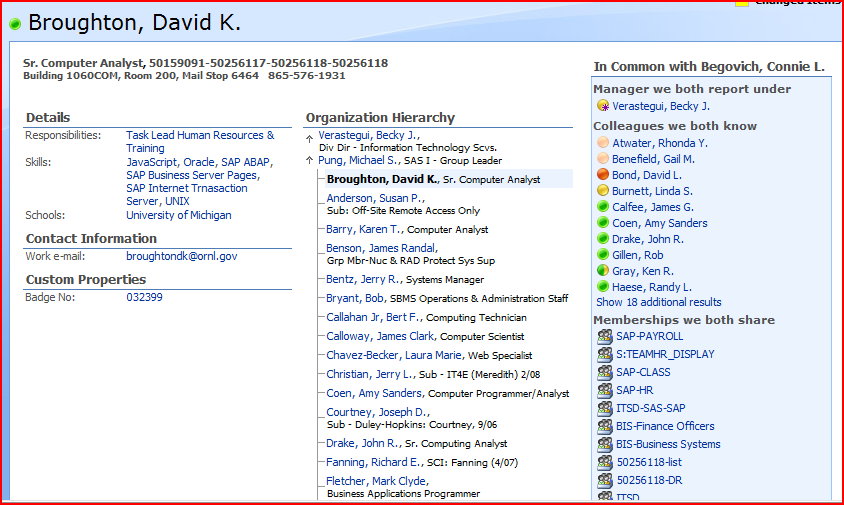 Changed Items
Broughton, David K.
Sr. Computer Analyst, 50159091-50256117-50256118-50256118
Building 1060COM, Room 200, Mail Stop 6464 865-576-1931
Details
Responsibilities: Task Lead Human Resources &
Training
Skills: JavaScript, Oracle, SAP ABAP,
SAP Business Server Pages,
SAP Internet Trnasaction
Server, UNIX
Schools: University of Michigan
Contact Information
Work e-mail: broughtondk@ornl.gov
Custom Properties
Badge No: 032399
Organization Hierarchy
Verastegui, Becky J.,
Div Dir - Information Technology Scvs.
Pung, Michael S., SAS I - Group Leader
Broughton, David K., Sr. Computer Analyst
Anderson, Susan P.,
Sub: Off-Site Remote Access Only
Barry, Karen T., Computer Analyst
Benson, James Randal,
Grp Mbr-Nuc & RAD Protect Sys Sup
Bentz, Jerry R., Systems Manager
Bryant, Bob, SBMS Operations & Administration Staff
Callahan Jr, Bert F., Computing Technician
Calloway, James Clark, Computer Scientist
Chavez-Becker, Laura Marie, Web Specialist
Christian, Jerry L., Sub - IT4E (Meredith) 2/08
Coen, Amy Sanders, Computer Programmer/Analyst
Courtney, Joseph D.,
Sub - Duley-Hopkins: Courtney, 9/06
Drake, John R., Sr. Computing Analyst
Fanning, Richard E., SCI: Fanning (4/07)
Fletcher, Mark Clyde,
Business Applications Programmer
In Common with Begovich, Connie L.
Manager we both report under
Verastegui, Becky J.
Colleagues we both know
Atwater, Rhonda Y.
Benefield, Gail M.
Bond, David L.
Burnett, Linda S.
Calfee, James G.
Coen, Amy Sanders
Drake, John R.
Gillen, Rob
Gray, Ken R.
Haese, Randy L.
Show 18 additional results
Memberships we both share
SAP-PAYROLL
S:TEAMHR_DISPLAY
SAP-CLASS
SAP-HR
ITSD-SAS-SAP
BIS-Finance Officers
BIS-Business Systems
50256118-list
50256118-DR
ITSD